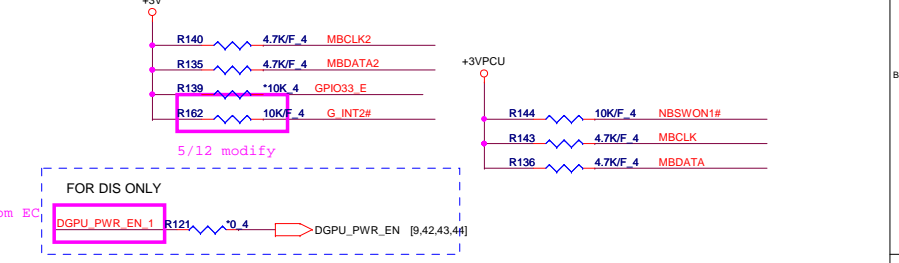 +3V
R140 4.7K/F_4 MBCLK2
R135 4.7K/F_4 MBDATA2
R139 *10K_4 GPIO33_E
R162 10K/F_4 G_INT2#
5/12 modify
+3VPCU
R144 10K/F_4 NBSWON1#
R143 4.7K/F_4 MBCLK
R136 4.7K/F_4 MBDATA
B
FOR DIS ONLY
om EC
DGPU_PWR_EN_1 R121 *0_4 DGPU_PWR_EN [9,42,43,44]